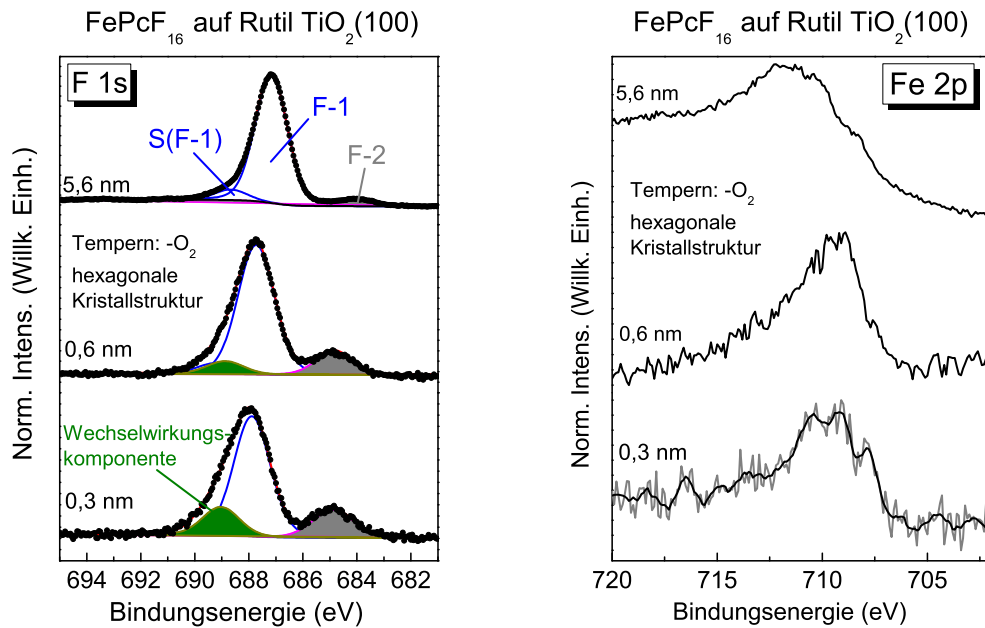 FePcF₁₆ auf Rutil TiO₂(100)
F 1s
F-1
S(F-1)
F-2
5,6 nm
Tempern: -O₂
hexagonale
Kristallstruktur
0,6 nm
Wechselwirkungs-
komponente
0,3 nm
Norm. Intens. (Willk. Einh.)
694 692 690 688 686 684 682
Bindungsenergie (eV)
FePcF₁₆ auf Rutil TiO₂(100)
Fe 2p
5,6 nm
Tempern: -O₂
hexagonale
Kristallstruktur
0,6 nm
0,3 nm
Norm. Intens. (Willk. Einh.)
720 715 710 705
Bindungsenergie (eV)